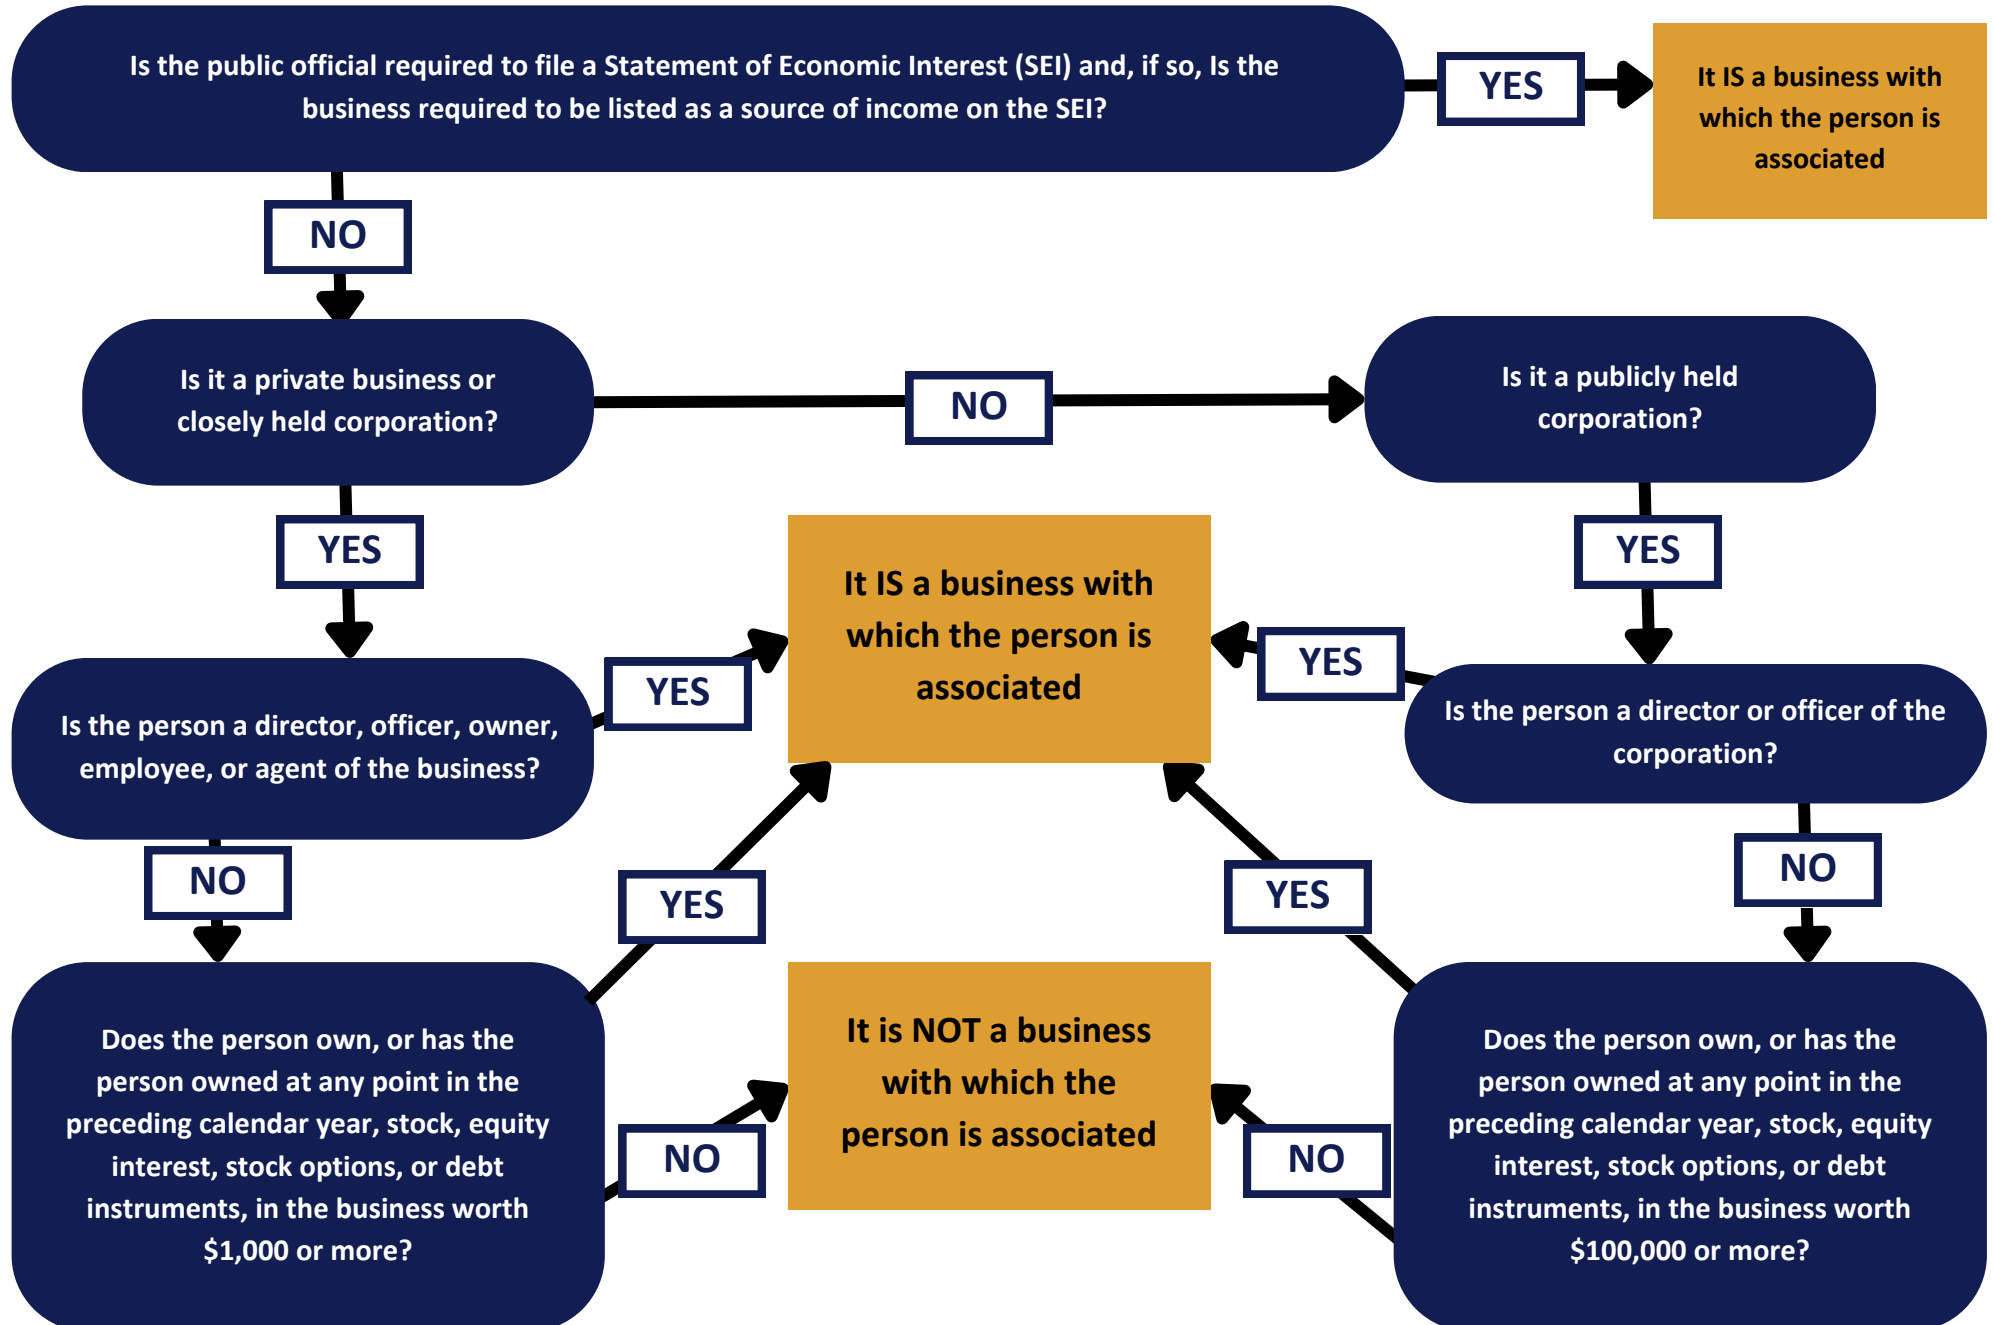 Is the public official required to file a Statement of Economic Interest (SEI) and, if so, Is the
business required to be listed as a source of income on the SEI?
YES
It IS a business with
which the person is
associated
NO
Is it a private business or
closely held corporation?
NO
Is it a publicly held
corporation?
YES
YES
It IS a business with
which the person is
associated
YES
YES
Is the person a director, officer, owner,
employee, or agent of the business?
Is the person a director or officer of the
corporation?
NO
YES
YES
NO
Does the person own, or has the
person owned at any point in the
preceding calendar year, stock, equity
interest, stock options, or debt
instruments, in the business worth
$1,000 or more?
NO
It is NOT a business
with which the
person is associated
NO
Does the person own, or has the
person owned at any point in the
preceding calendar year, stock, equity
interest, stock options, or debt
instruments, in the business worth
$100,000 or more?